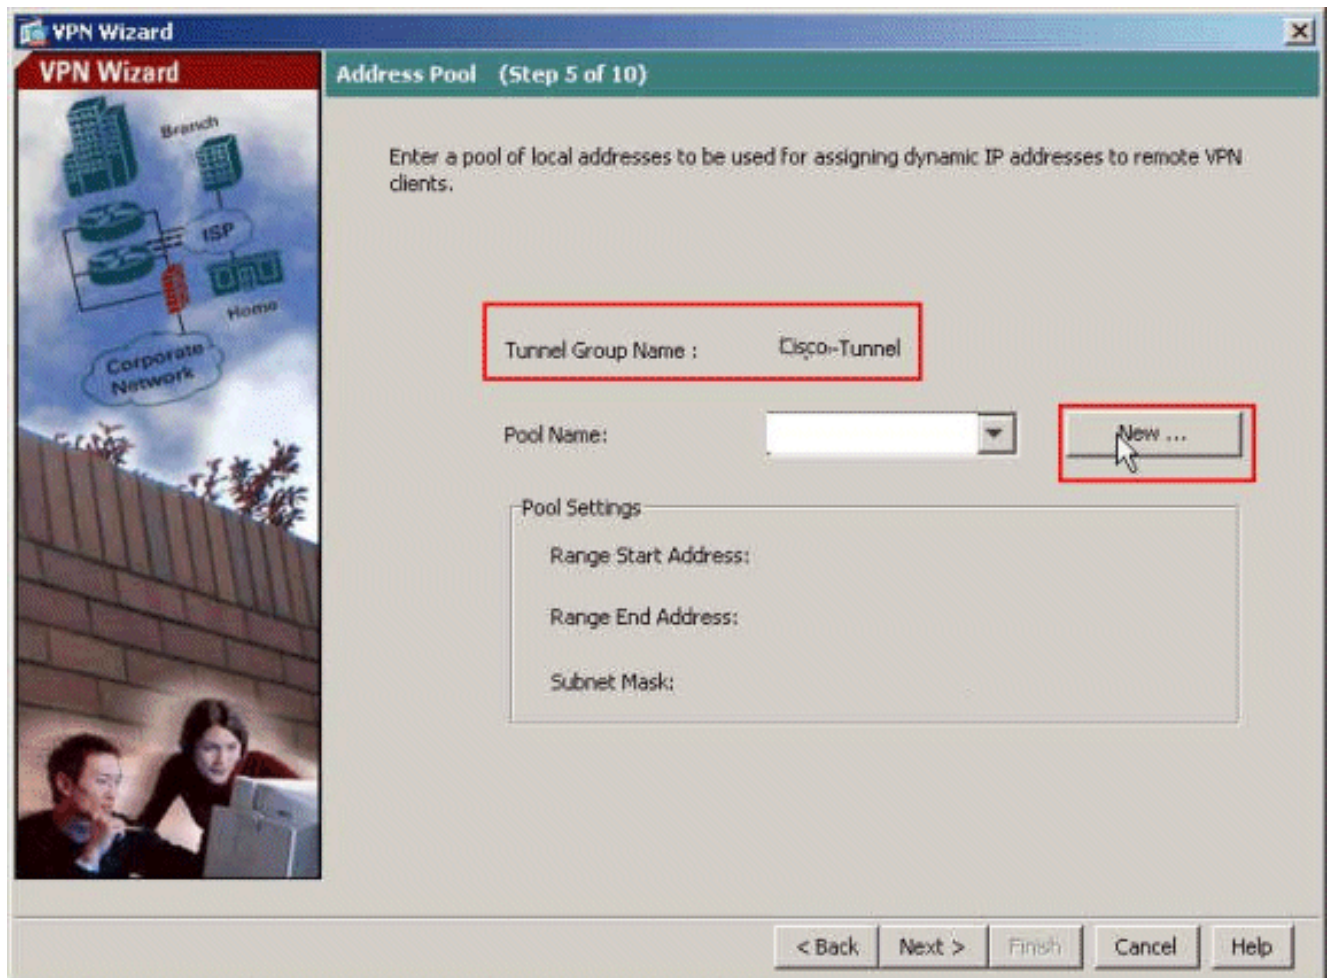 VPN Wizard
VPN Wizard
Address Pool (Step 5 of 10)
Branch
ISP
Home
Corporate
Network
Enter a pool of local addresses to be used for assigning dynamic IP addresses to remote VPN
clients.
Tunnel Group Name : Cisco-Tunnel
Pool Name:
New ...
Pool Settings
Range Start Address:
Range End Address:
Subnet Mask:
< Back Next > Finish Cancel Help